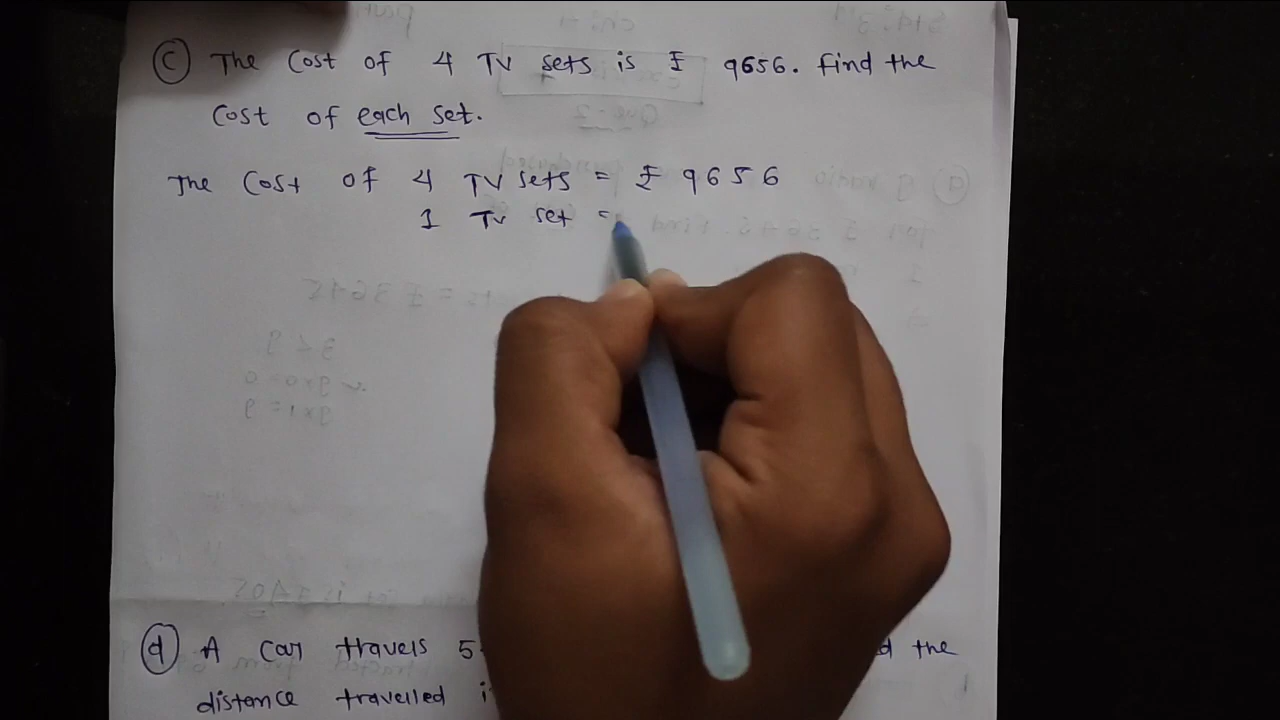 (c) The Cost of 4 TV sets is ₹ 9656. find the
Cost of each set.
The Cost of 4 TV sets = ₹ 9656
1 Tv set =
(d) A Car travels 5 the
distance travelled